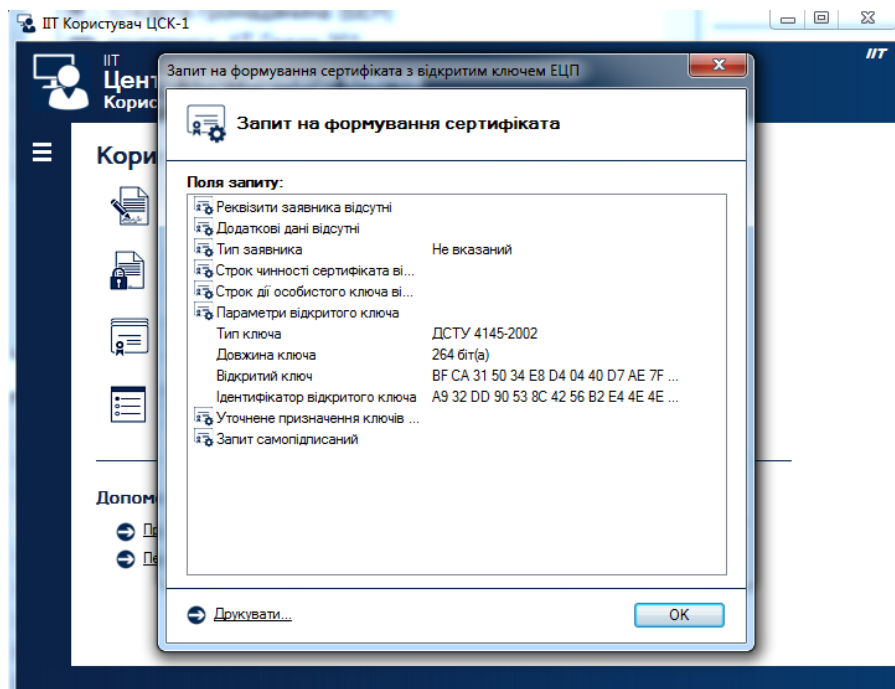 ІІТ Користувач ЦСК-1
ІІТ
ІІТ
Запит на формування сертифіката з відкритим ключем ЕЦП
Запит на формування сертифіката
Поля запиту:
Реквізити заявника відсутні
Додаткові дані відсутні
Тип заявника Не вказаний
Строк чинності сертифіката ві...
Строк дії особистого ключа ві...
Параметри відкритого ключа
Тип ключа ДСТУ 4145-2002
Довжина ключа 264 біт(а)
Відкритий ключ BF CA 31 50 34 E8 D4 04 40 D7 AE 7F ...
Ідентифікатор відкритого ключа A9 32 DD 90 53 8C 42 56 B2 E4 4E 4E ...
Уточнене призначення ключів ...
Запит самопідписаний
Друкувати...
OK